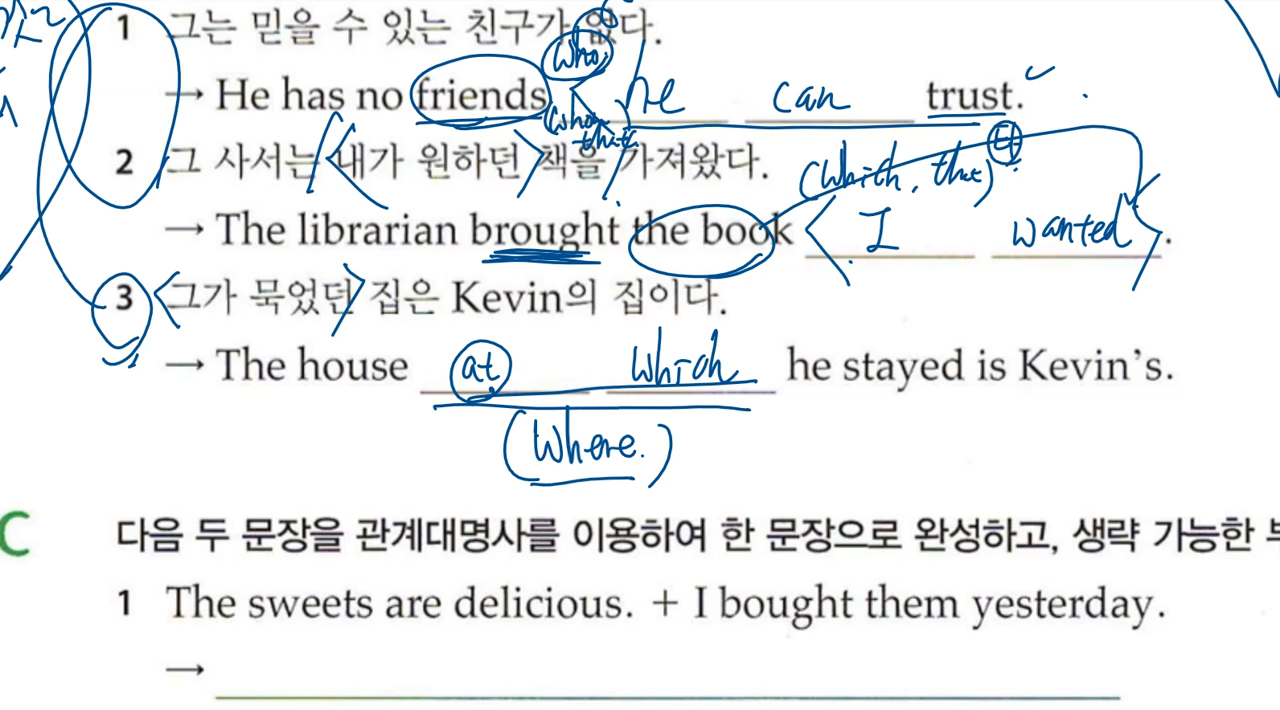 1 그는 믿을 수 있는 친구가 없다.
who
→ He has no friends he can trust.
(whom
that)
2 그 사서는 내가 원하던 책을 가져왔다.
(which, that)
→ The librarian brought the book I wanted.
3 그가 묵었던 집은 Kevin의 집이다.
→ The house at which he stayed is Kevin's.
(Where.)
C 다음 두 문장을 관계대명사를 이용하여 한 문장으로 완성하고, 생략 가능한
1 The sweets are delicious. + I bought them yesterday.
→